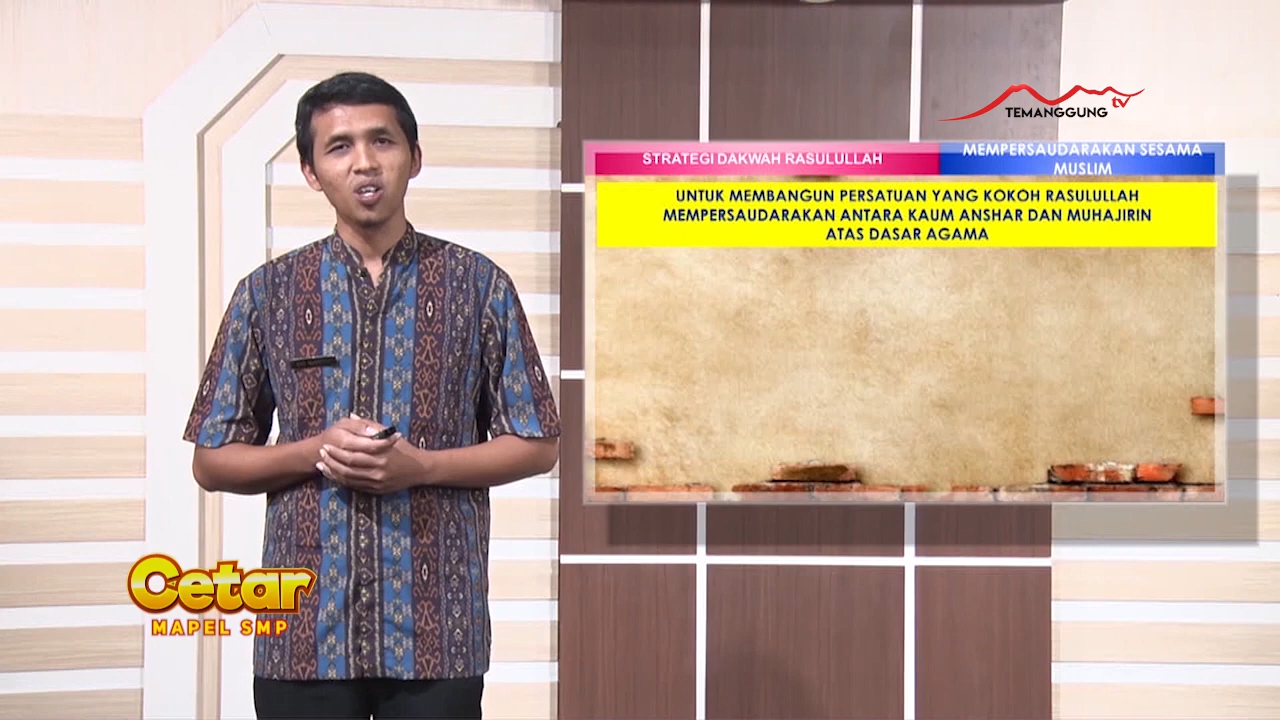 TEMANGGUNG tv
STRATEGI DAKWAH RASULULLAH
MEMPERSAUDARAKAN SESAMA
MUSLIM
UNTUK MEMBANGUN PERSATUAN YANG KOKOH RASULULLAH
MEMPERSAUDARAKAN ANTARA KAUM ANSHAR DAN MUHAJIRIN
ATAS DASAR AGAMA
Cetar
MAPEL SMP